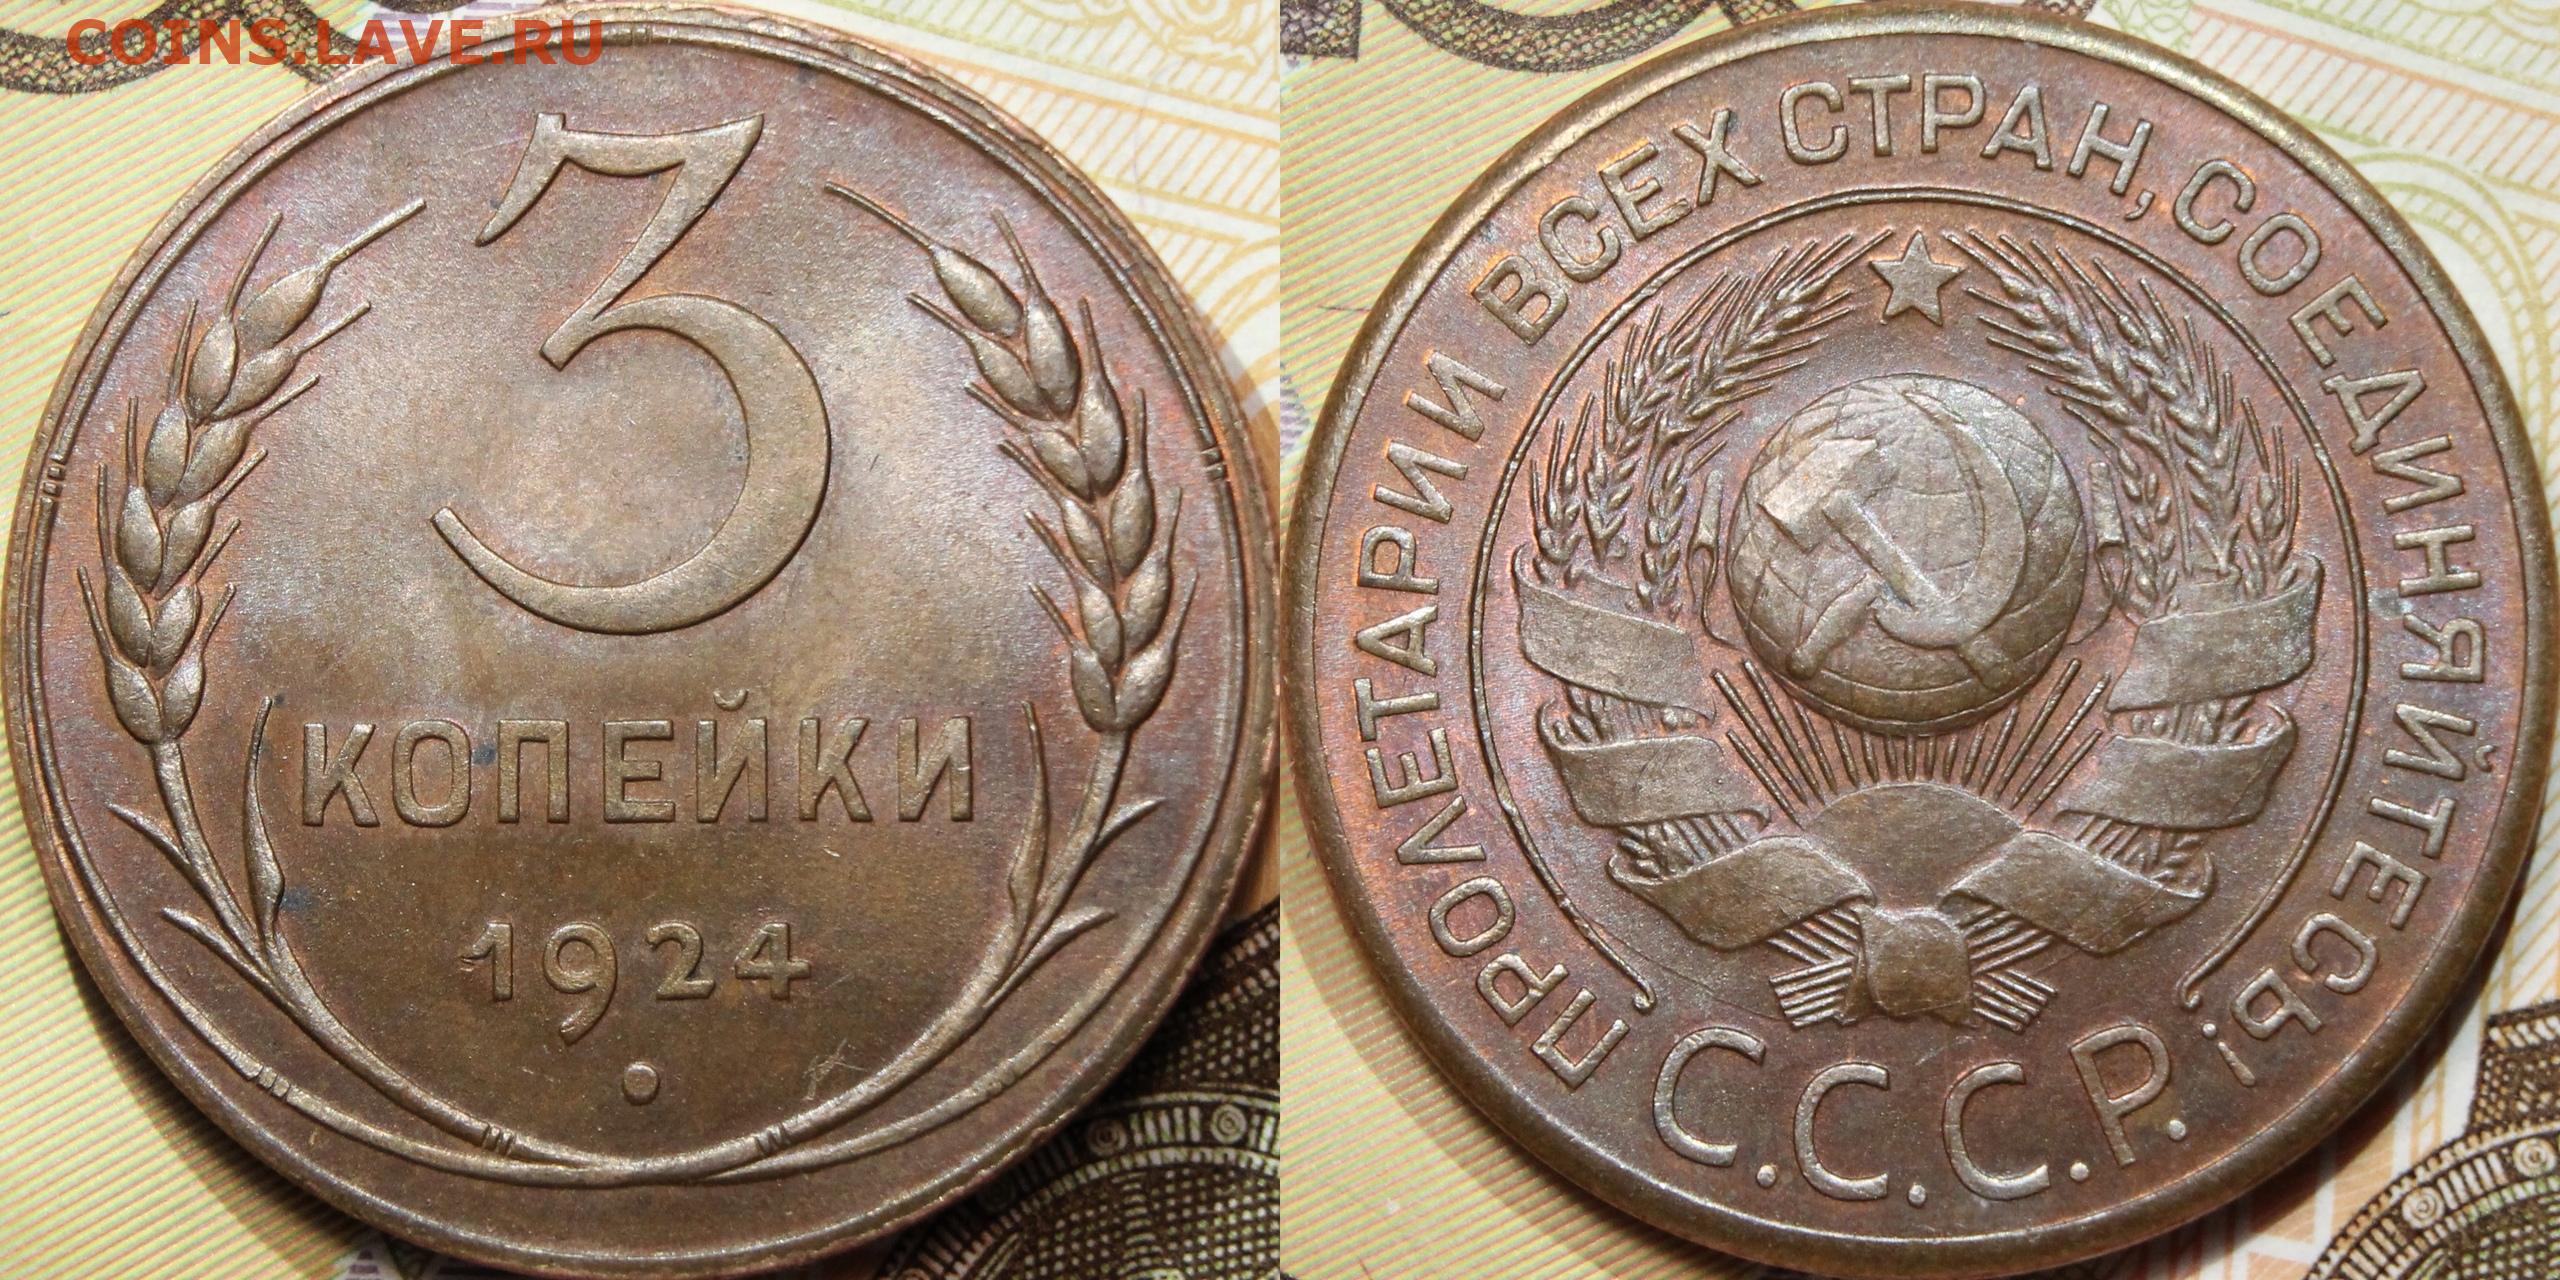 COINS.LAVE.RU
3
КОПЕЙКИ
1924
ПРОЛЕТАРИИ ВСЕХ СТРАН, СОЕДИНЯЙТЕСЬ!
С.С.С.Р.